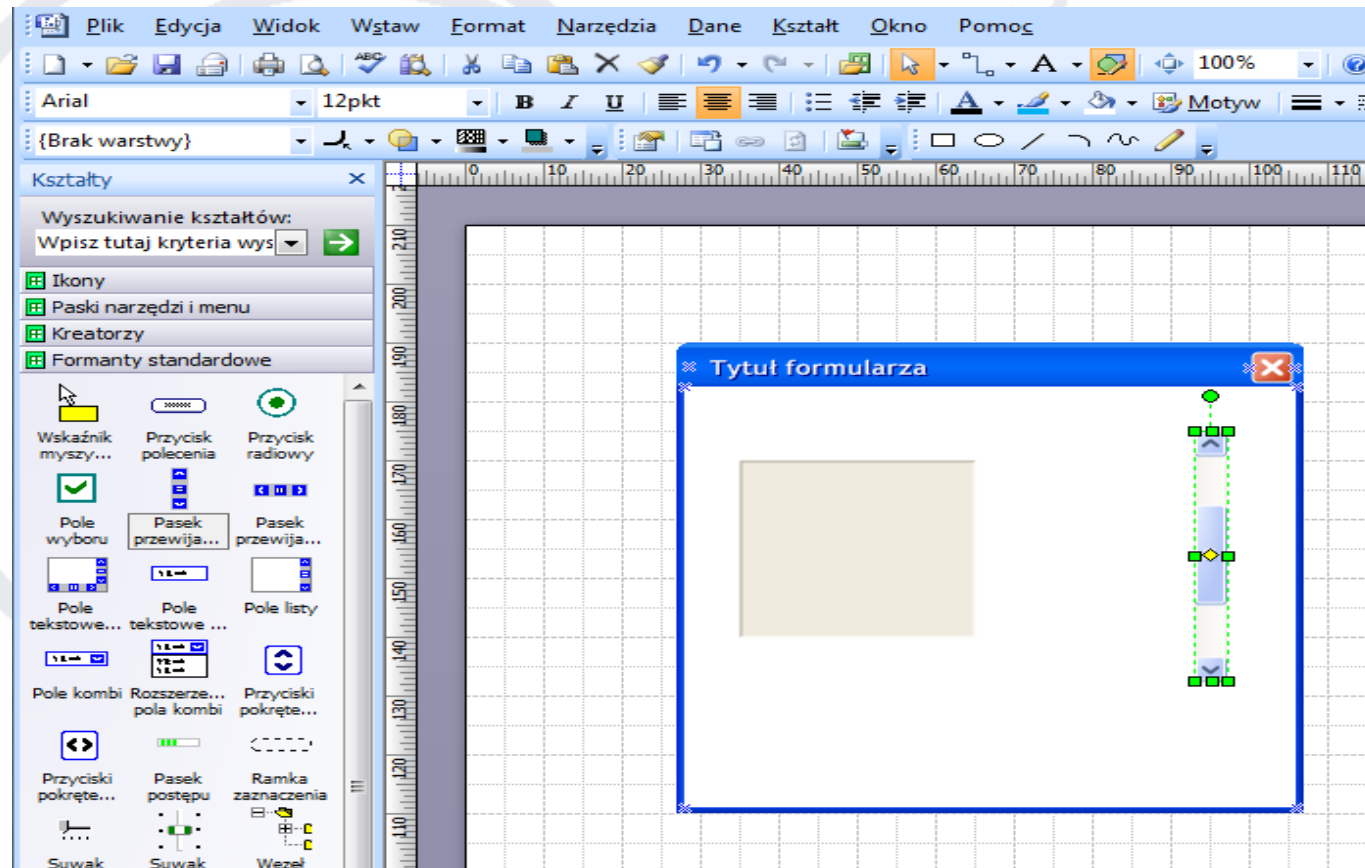 Plik Edycja Widok Wstaw Format Narzędzia Dane Kształt Okno Pomoc
100%
Arial 12pkt B I U A Motyw
{Brak warstwy}
Kształty
0 10 20 30 40 50 60 70 80 90 100 110
Wyszukiwanie kształtów:
Wpisz tutaj kryteria wys
Ikony
Paski narzędzi i menu
Kreatorzy
Formanty standardowe
Wskaźnik Przycisk Przycisk
myszy... polecenia radiowy
Pole Pasek Pasek
wyboru przewija... przewija...
Pole Pole Pole listy
tekstowe... tekstowe ...
Pole kombi Rozszerze... Przyciski
pola kombi pokręte...
Przyciski Pasek Ramka
pokręte... postępu zaznaczenia
Suwak Suwak Węzeł
210
200
190
180
170
160
150
140
130
120
110
Tytuł formularza